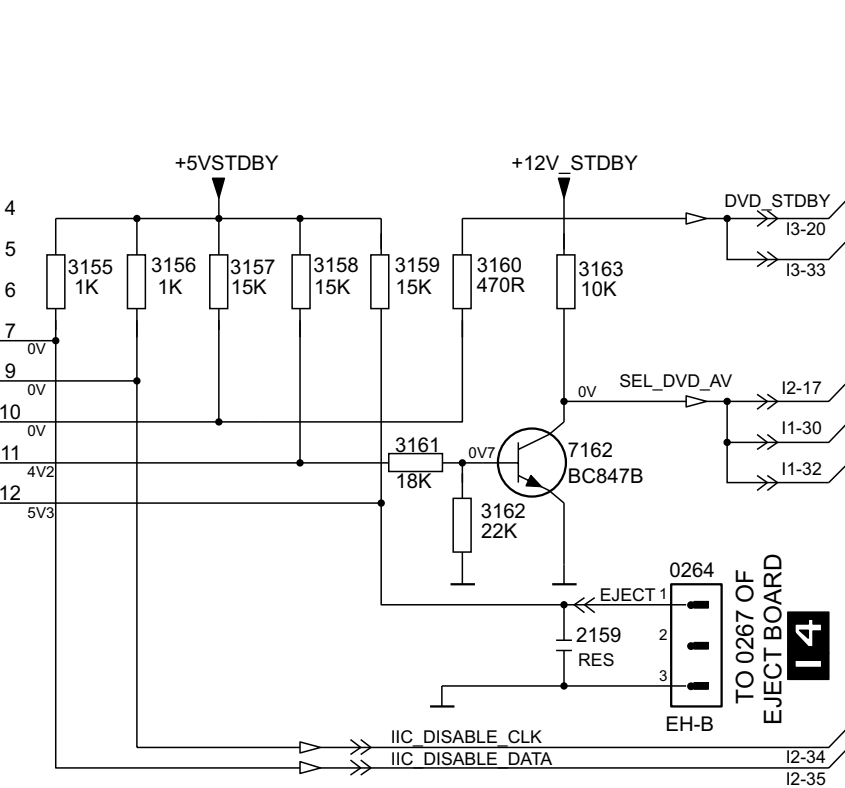 +5VSTDBY
+12V_STDBY
4
DVD_STDBY
I3-20
5
3155
1K
3156
1K
3157
15K
3158
15K
3159
15K
3160
470R
3163
10K
I3-33
6
7
0V
9
0V
SEL_DVD_AV
0V
I2-17
10
0V
I1-30
11
4V2
3161
18K
0V7
7162
BC847B
I1-32
12
5V3
3162
22K
0264
EJECT 1
2159
RES
2
3
EH-B
TO 0267 OF
EJECT BOARD
I 4
IIC_DISABLE_CLK
I2-34
IIC_DISABLE_DATA
I2-35